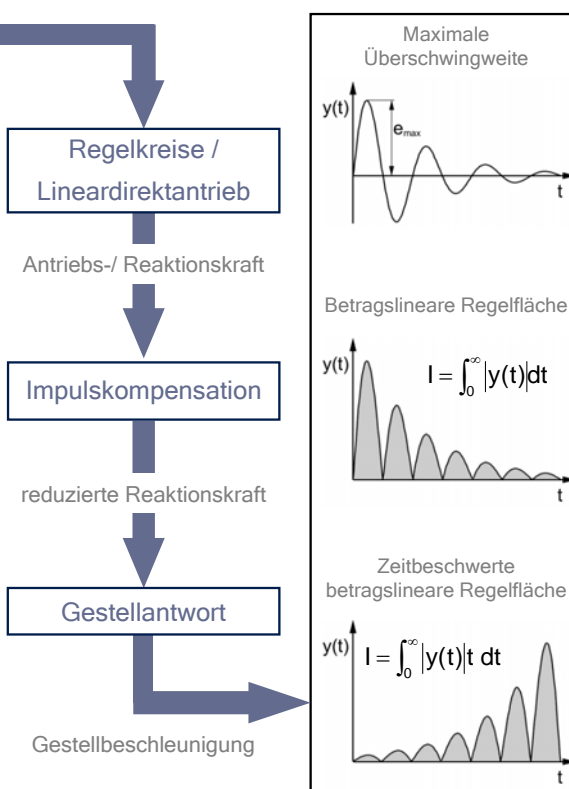 Regelkreise /
Lineardirektantrieb
Antriebs-/ Reaktionskraft
Impulskompensation
reduzierte Reaktionskraft
Gestellantwort
Gestellbeschleunigung
Maximale
Überschwingweite
y(t)
e_max
t
Betragslineare Regelfläche
y(t)
I = ∫₀^∞ |y(t)|dt
t
Zeitbeschwerte
betragslineare Regelfläche
y(t)
I = ∫₀^∞ |y(t)|t dt
t